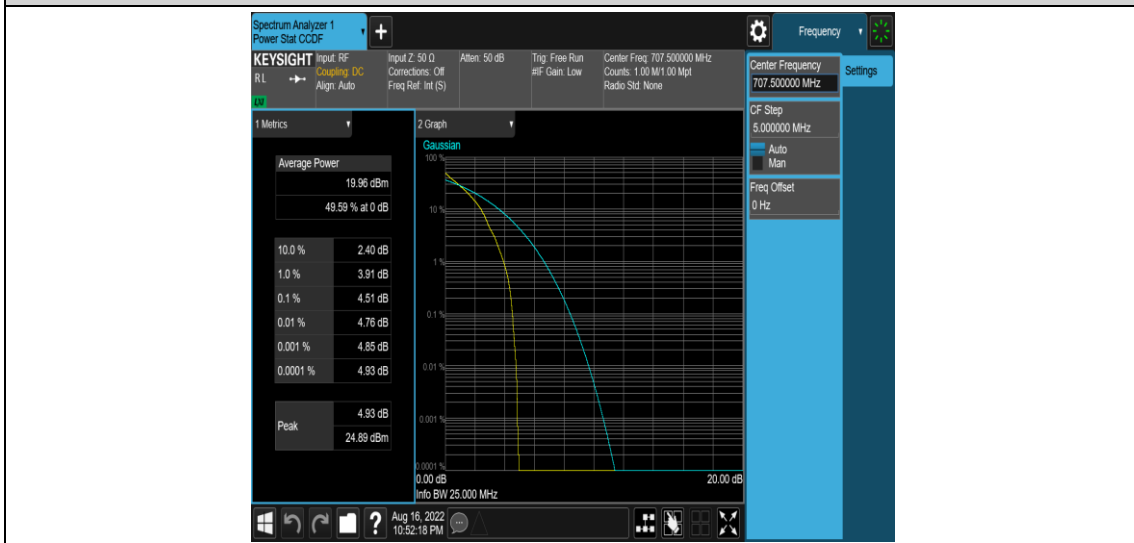 Spectrum Analyzer 1
Power Stat CCDF
+
Frequency
KEYSIGHT
RL
LXI
Input: RF
Coupling: DC
Align: Auto
Input Z: 50 Ω
Corrections: Off
Freq Ref: Int (S)
Atten: 50 dB
Trig: Free Run
#IF Gain: Low
Center Freq: 707.500000 MHz
Counts: 1.00 M/1.00 Mpt
Radio Std: None
Center Frequency
707.500000 MHz
Settings
CF Step
5.000000 MHz
Auto
Man
Freq Offset
0 Hz
1 Metrics
Average Power
19.96 dBm
49.59 % at 0 dB
10.0 % 2.40 dB
1.0 % 3.91 dB
0.1 % 4.51 dB
0.01 % 4.76 dB
0.001 % 4.85 dB
0.0001 % 4.93 dB
Peak 4.93 dB
24.89 dBm
2 Graph
Gaussian
100 %
10 %
1 %
0.1 %
0.01 %
0.001 %
0.0001 %
0.00 dB 20.00 dB
Info BW 25.000 MHz
?
Aug 16, 2022
10:52:18 PM